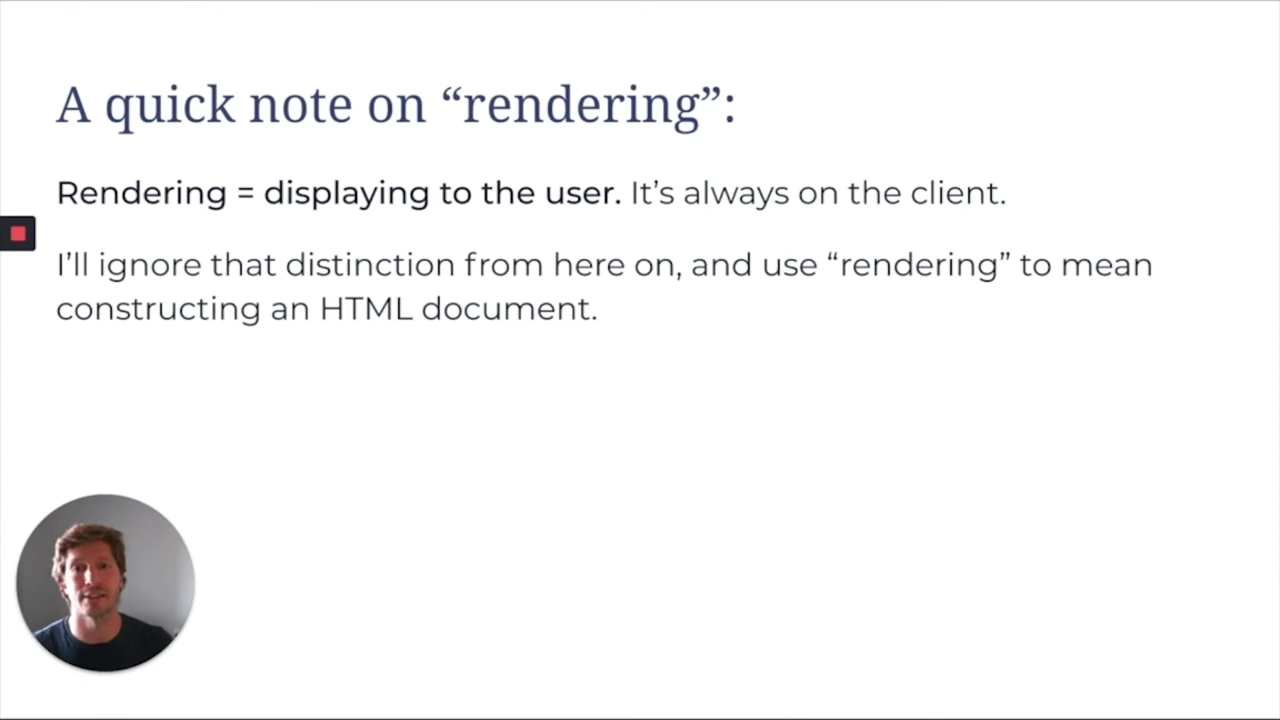 A quick note on “rendering”:
Rendering = displaying to the user. It’s always on the client.
I’ll ignore that distinction from here on, and use “rendering” to mean
constructing an HTML document.